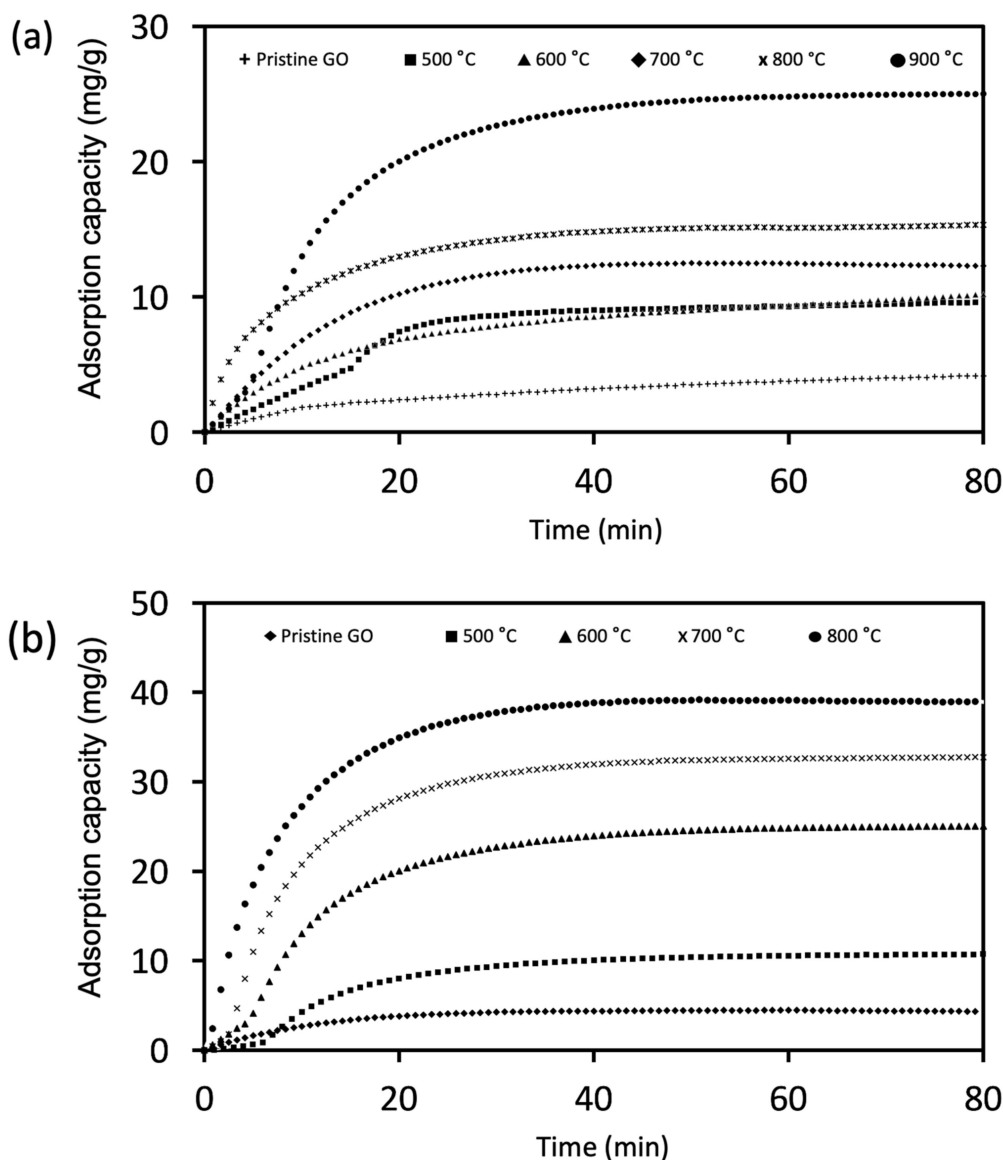 (a)
Adsorption capacity (mg/g)
30
20
10
0
+ Pristine GO ■ 500 °C ▲ 600 °C ◆ 700 °C x 800 °C ● 900 °C
0 20 40 60 80
Time (min)
(b)
Adsorption capacity (mg/g)
50
40
30
20
10
0
◆ Pristine GO ■ 500 °C ▲ 600 °C x 700 °C ● 800 °C
0 20 40 60 80
Time (min)